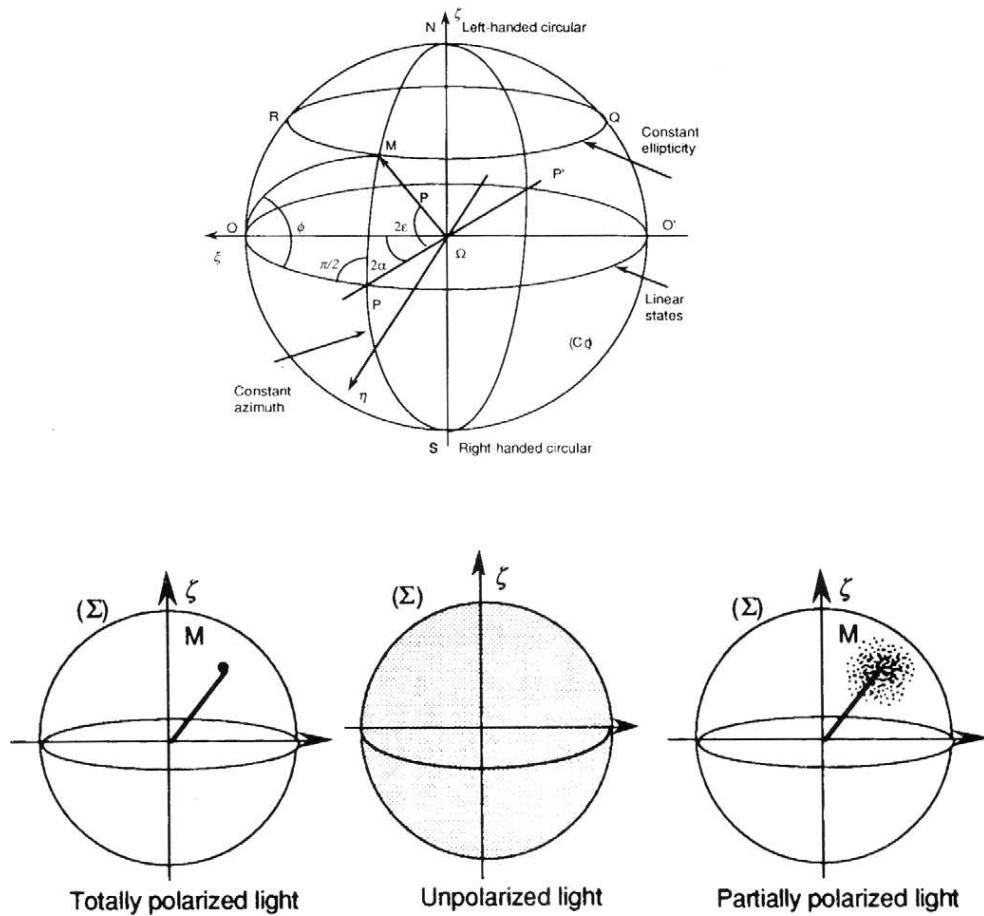 N ζ Left-handed circular
R
Q
M
Constant
ellipticity
P'
P
O
ϕ
2ε
O'
ξ
π/2
2α
Ω
P
Linear
states
(Cϕ
Constant
azimuth
η
S Right-handed circular
(Σ) ζ
M
Totally polarized light
(Σ) ζ
Unpolarized light
(Σ) ζ
M
Partially polarized light